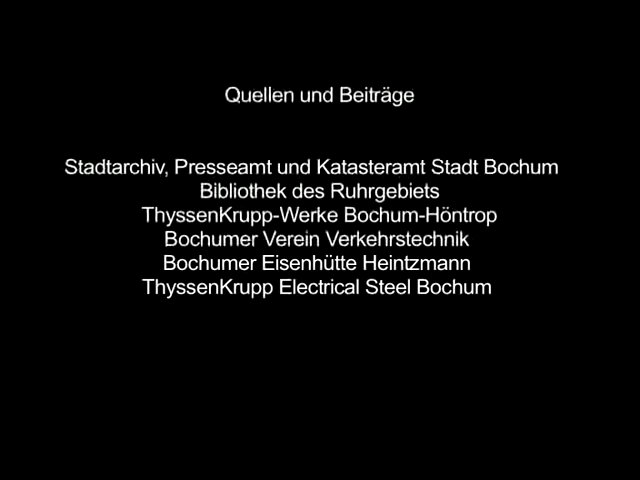 Quellen und Beiträge
Stadtarchiv, Presseamt und Katasteramt Stadt Bochum
Bibliothek des Ruhrgebiets
ThyssenKrupp-Werke Bochum-Höntrop
Bochumer Verein Verkehrstechnik
Bochumer Eisenhütte Heintzmann
ThyssenKrupp Electrical Steel Bochum